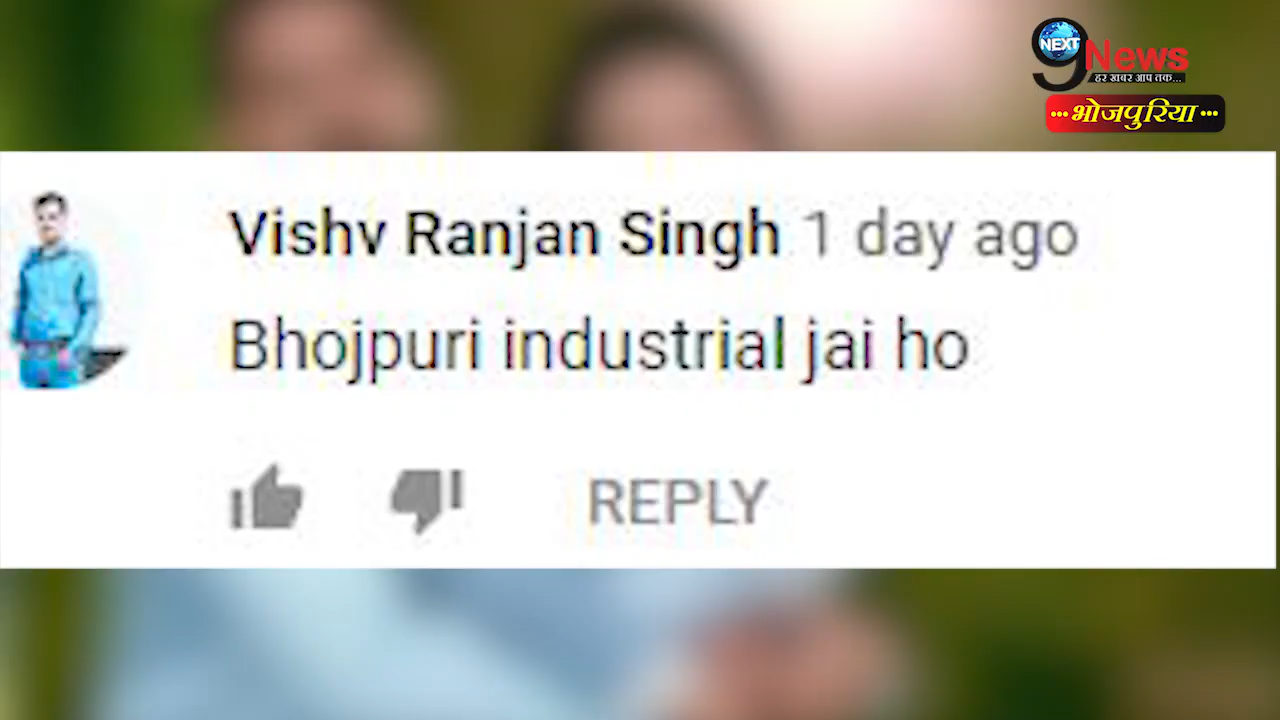 9
NEXT
News
हर खबर आप तक...
...भोजपुरिया...
Vishv Ranjan Singh 1 day ago
Bhojpuri industrial jai ho
REPLY